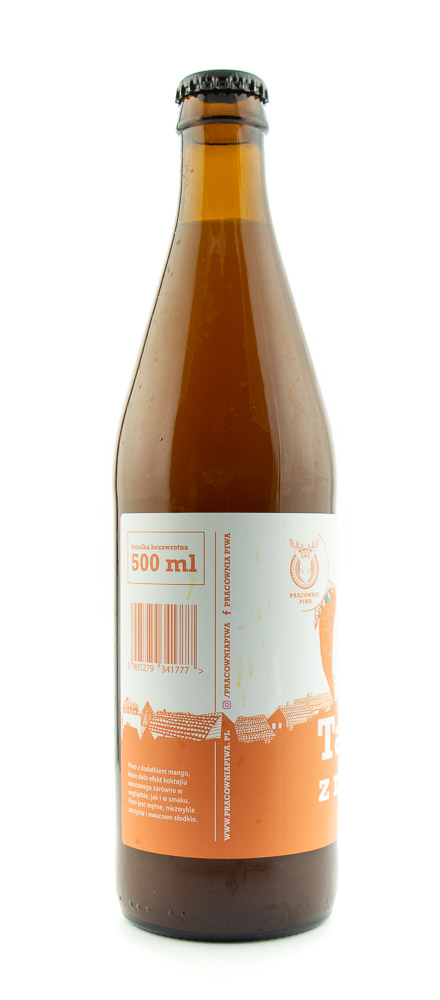 butelka bezzwrotna
500 ml
5 905279 341777 >
Piwo z dodatkiem mango,
które dało efekt koktajlu
owocowego zarówno w
wyglądzie, jak i w smaku.
Piwo jest mętne, niezwykle
soczyste i owocowo słodkie.
WWW.PRACOWNIAPIWA.PL
/PRACOWNIAPIWA
f PRACOWNIA PIWA
PRACOWNIA
PIWA
T
z